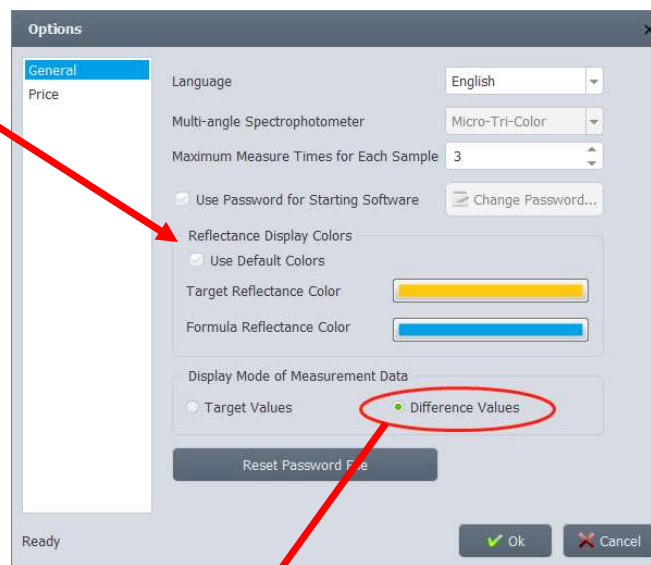 Options
General
Price
Language
English
Multi-angle Spectrophotometer
Micro-Tri-Color
Maximum Measure Times for Each Sample
3
Use Password for Starting Software
Change Password...
Reflectance Display Colors
Use Default Colors
Target Reflectance Color
Formula Reflectance Color
Display Mode of Measurement Data
Target Values
Difference Values
Reset Password File
Ready
Ok
Cancel